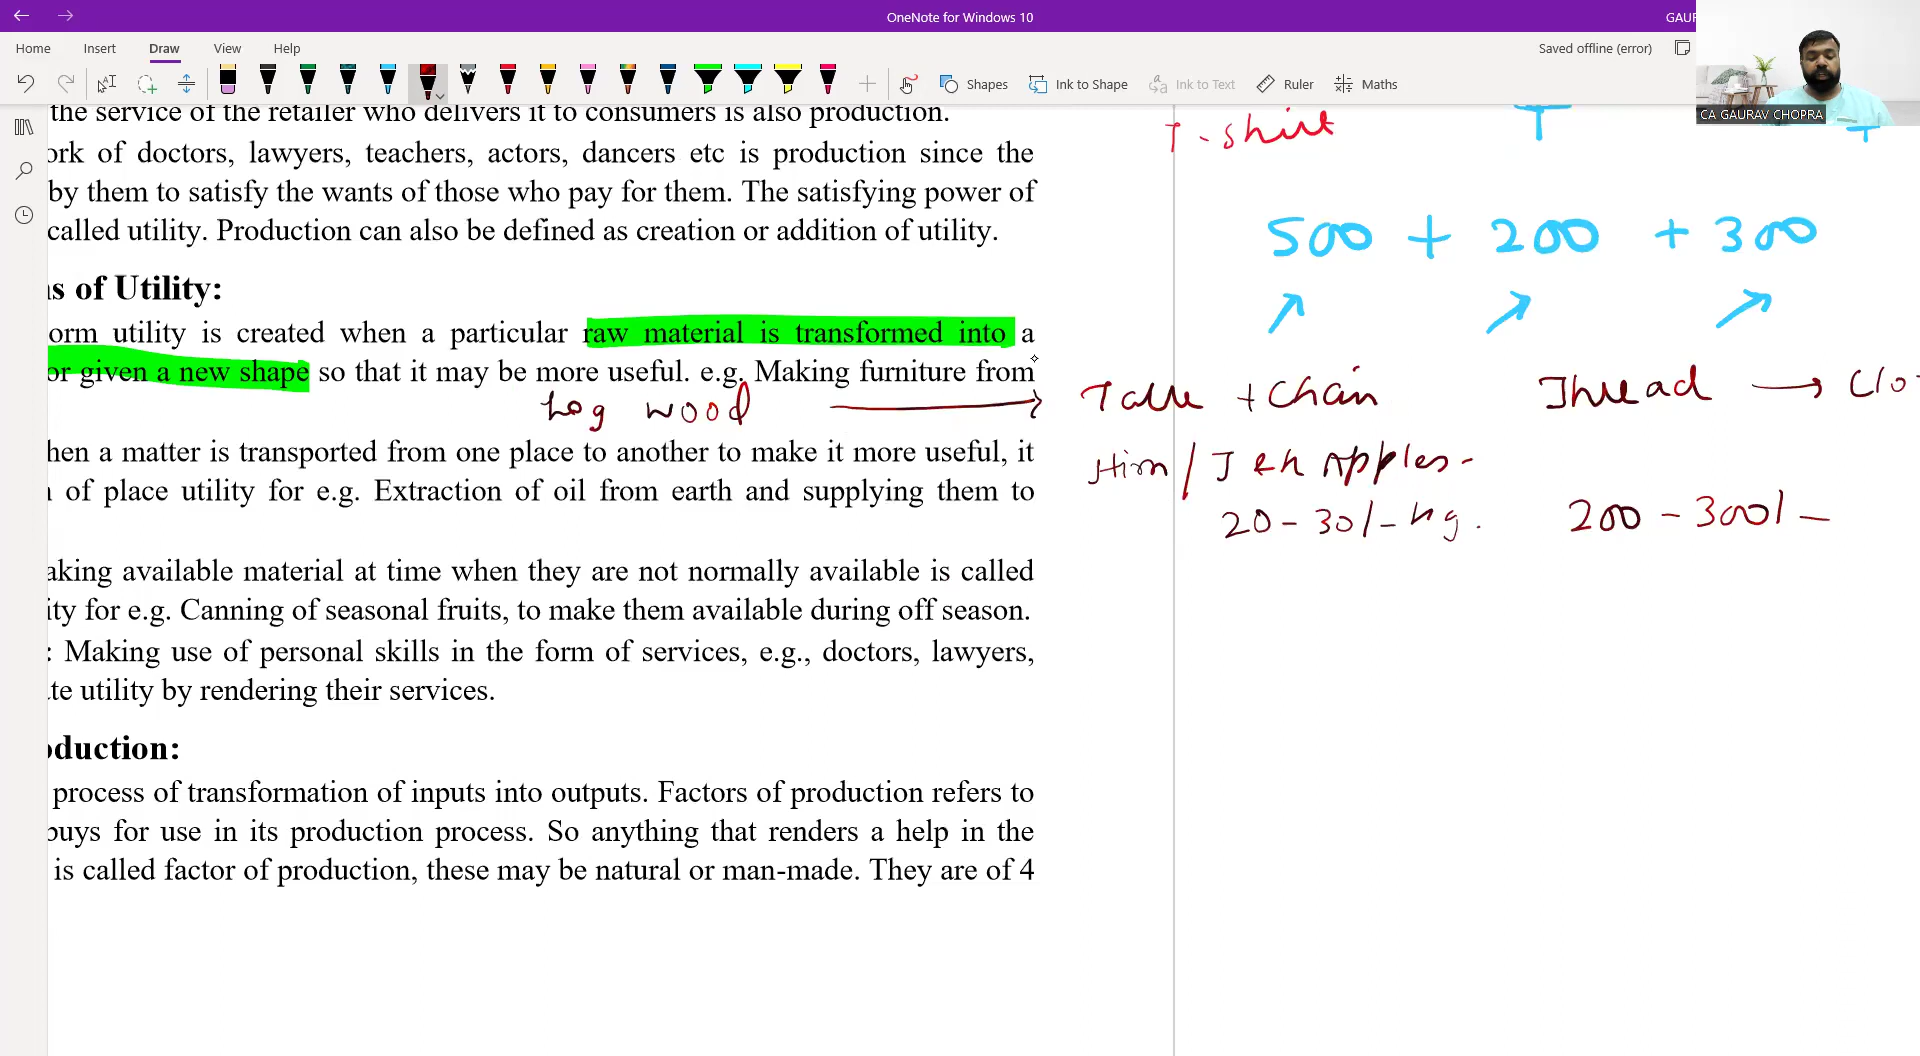 OneNote for Windows 10
GAUR
Home Insert Draw View Help
Saved offline (error)
Shapes Ink to Shape Ink to Text Ruler Maths
CA GAURAV CHOPRA
the service of the retailer who delivers it to consumers is also production.
ork of doctors, lawyers, teachers, actors, dancers etc is production since the
by them to satisfy the wants of those who pay for them. The satisfying power of
called utility. Production can also be defined as creation or addition of utility.
ns of Utility:
orm utility is created when a particular raw material is transformed into a
or given a new shape so that it may be more useful. e.g. Making furniture from
hen a matter is transported from one place to another to make it more useful, it
n of place utility for e.g. Extraction of oil from earth and supplying them to
aking available material at time when they are not normally available is called
ity for e.g. Canning of seasonal fruits, to make them available during off season.
: Making use of personal skills in the form of services, e.g., doctors, lawyers,
te utility by rendering their services.
oduction:
process of transformation of inputs into outputs. Factors of production refers to
buys for use in its production process. So anything that renders a help in the
is called factor of production, these may be natural or man-made. They are of 4
T-shirt
500 + 200 + 300
Log wood → Table + Chair
Thread → Clo
Him / J&K Apples -
20 - 30/- kg.
200 - 300/-